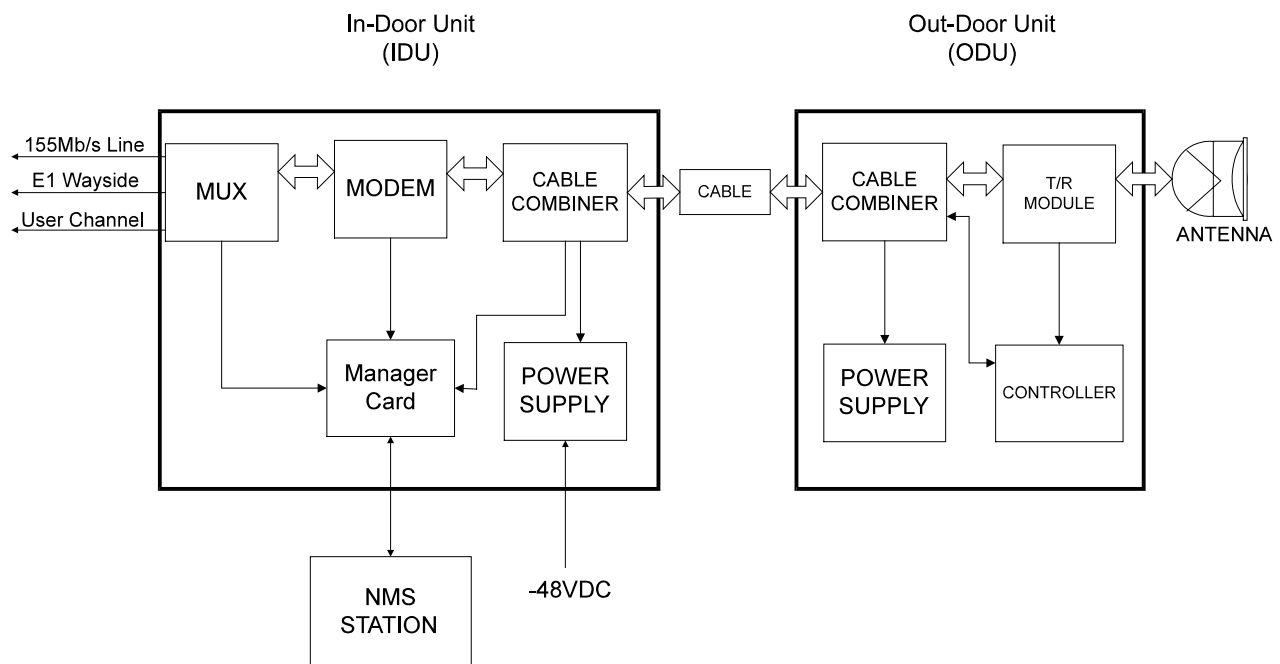 In-Door Unit
(IDU)
Out-Door Unit
(ODU)
155Mb/s Line
E1 Wayside
User Channel
MUX
MODEM
CABLE
COMBINER
CABLE
CABLE
COMBINER
T/R
MODULE
ANTENNA
Manager
Card
POWER
SUPPLY
POWER
SUPPLY
CONTROLLER
NMS
STATION
-48VDC